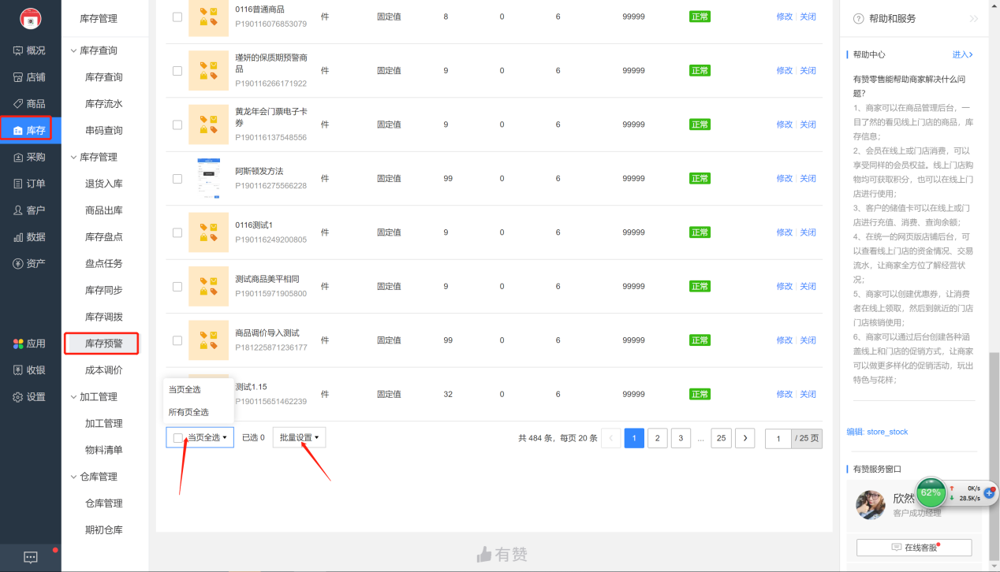 库存管理
概况
店铺
商品
库存
采购
订单
客户
数据
资产
应用
收银
设置
库存查询
库存查询
库存流水
串码查询
库存管理
退货入库
商品出库
库存盘点
盘点任务
库存同步
库存调拨
库存预警
成本调价
加工管理
加工管理
物料清单
仓库管理
仓库管理
期初仓库
0116普通商品
P190116076853079
件 固定值 8 0 6 99999 正常 修改 关闭
瑾妍的保质期预警商
品
P190116266171922
件 固定值 9 0 6 99999 正常 修改 关闭
黄龙年会门票电子卡
券
P190116137548556
件 固定值 9 0 6 99999 正常 修改 关闭
阿斯顿发方法
P190116275566228
件 固定值 99 0 6 99999 正常 修改 关闭
0116测试1
P190116249200805
件 固定值 9 0 6 99999 正常 修改 关闭
测试商品美平相同
P190115971905800
件 固定值 9 0 6 99999 正常 修改 关闭
商品调价导入测试
P181225871236177
件 固定值 99 0 6 99999 正常 修改 关闭
测试1.15
P190115651462239
件 固定值 32 0 6 99999 正常 修改 关闭
当页全选
所有页全选
当页全选 已选 0 批量设置 共 484 条，每页 20 条 1 2 3 ... 25 1 / 25 页
有赞
帮助和服务
帮助中心 进入
有赞零售能帮助商家解决什么问
题？
1、商家可以在商品管理后台，一
目了然的看见线上门店的商品，库
存信息；
2、会员在线上或门店消费，可以
享受同样的会员权益。线上门店购
物均可获取积分，也可以在线上门
店进行使用；
3、客户的储值卡可以在线上或门
店进行充值、消费、查询余额；
4、在统一的网页版店铺后台，可
以查看线上门店的资金情况、交易
流水，让商家全方位了解经营状
况；
5、商家可以创建优惠券，让消费
者在线上领取，然后到就近的门店
门店核销使用；
6、商家可以通过后台创建各种涵
盖线上和门店的促销方式，让商家
可以做更多样化的促销活动，玩出
特色与花样；
编辑: store_stock
有赞服务窗口
欣然
客户成功经理
62%
0K/s
28.5K/s
在线客服